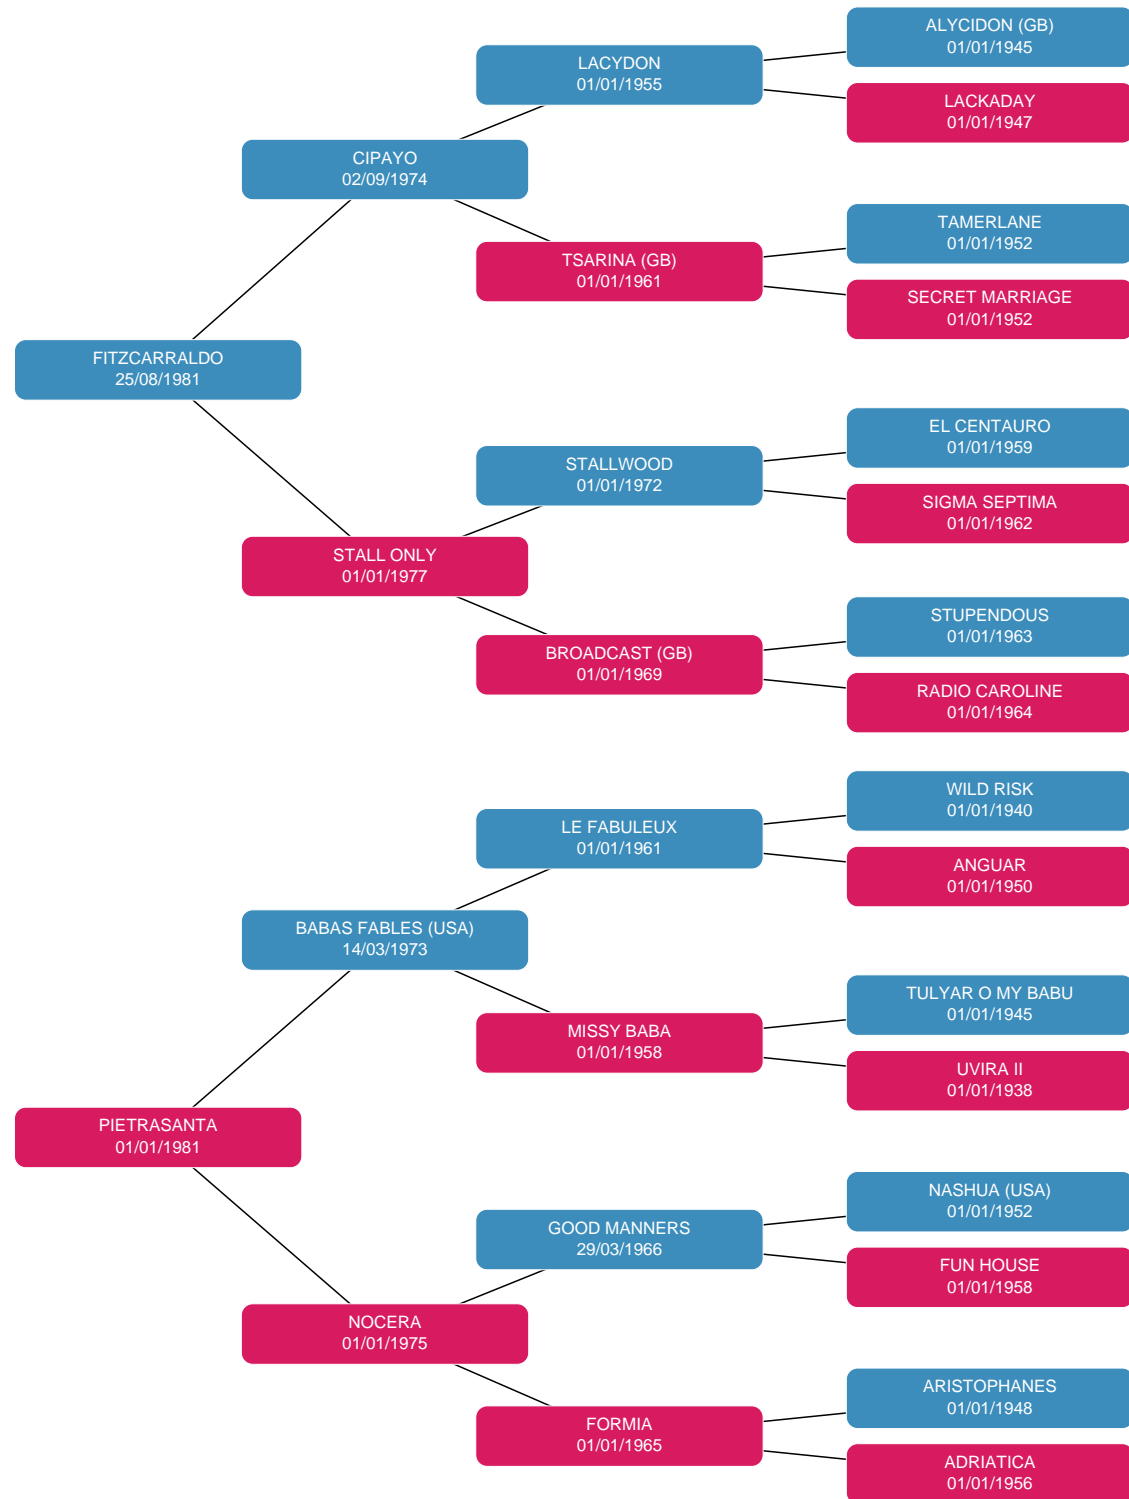 ALYCIDON (GB)
01/01/1945
LACYDON
01/01/1955
LACKADAY
01/01/1947
CIPAYO
02/09/1974
TAMERLANE
01/01/1952
TSARINA (GB)
01/01/1961
SECRET MARRIAGE
01/01/1952
FITZCARRALDO
25/08/1981
EL CENTAURO
01/01/1959
STALLWOOD
01/01/1972
SIGMA SEPTIMA
01/01/1962
STALL ONLY
01/01/1977
STUPENDOUS
01/01/1963
BROADCAST (GB)
01/01/1969
RADIO CAROLINE
01/01/1964
WILD RISK
01/01/1940
LE FABULEUX
01/01/1961
ANGUAR
01/01/1950
BABAS FABLES (USA)
14/03/1973
TULYAR O MY BABU
01/01/1945
MISSY BABA
01/01/1958
UVIRA II
01/01/1938
PIETRASANTA
01/01/1981
NASHUA (USA)
01/01/1952
GOOD MANNERS
29/03/1966
FUN HOUSE
01/01/1958
NOCERA
01/01/1975
ARISTOPHANES
01/01/1948
FORMIA
01/01/1965
ADRIATICA
01/01/1956